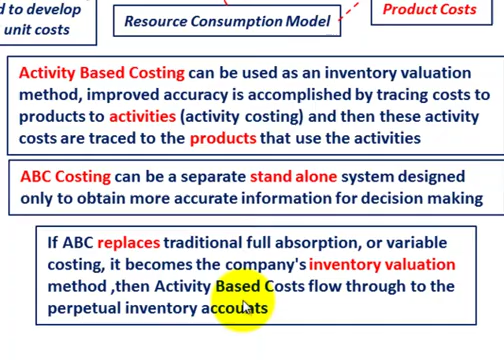 d to develop
unit costs
Resource Consumption Model
Product Costs
Activity Based Costing can be used as an inventory valuation
method, improved accuracy is accomplished by tracing costs to
products to activities (activity costing) and then these activity
costs are traced to the products that use the activities
ABC Costing can be a separate stand alone system designed
only to obtain more accurate information for decision making
If ABC replaces traditional full absorption, or variable
costing, it becomes the company's inventory valuation
method ,then Activity Based Costs flow through to the
perpetual inventory accounts